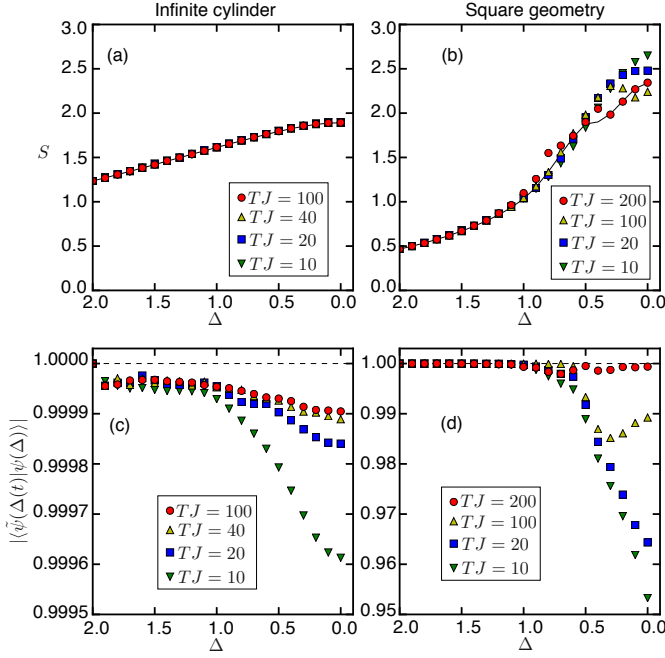 Infinite cylinder
Square geometry
(a)
3.0
2.5
2.0
1.5
1.0
0.5
0.0
S
TJ = 100
TJ = 40
TJ = 20
TJ = 10
2.0 1.5 1.0 0.5 0.0
Δ
(b)
3.0
2.5
2.0
1.5
1.0
0.5
0.0
TJ = 200
TJ = 100
TJ = 20
TJ = 10
2.0 1.5 1.0 0.5 0.0
Δ
(c)
1.0000
0.9999
0.9998
0.9997
0.9996
0.9995
|⟨ψ̃(Δ(t)|ψ(Δ)⟩|
TJ = 100
TJ = 40
TJ = 20
TJ = 10
2.0 1.5 1.0 0.5 0.0
Δ
(d)
1.00
0.99
0.98
0.97
0.96
0.95
TJ = 200
TJ = 100
TJ = 20
TJ = 10
2.0 1.5 1.0 0.5 0.0
Δ